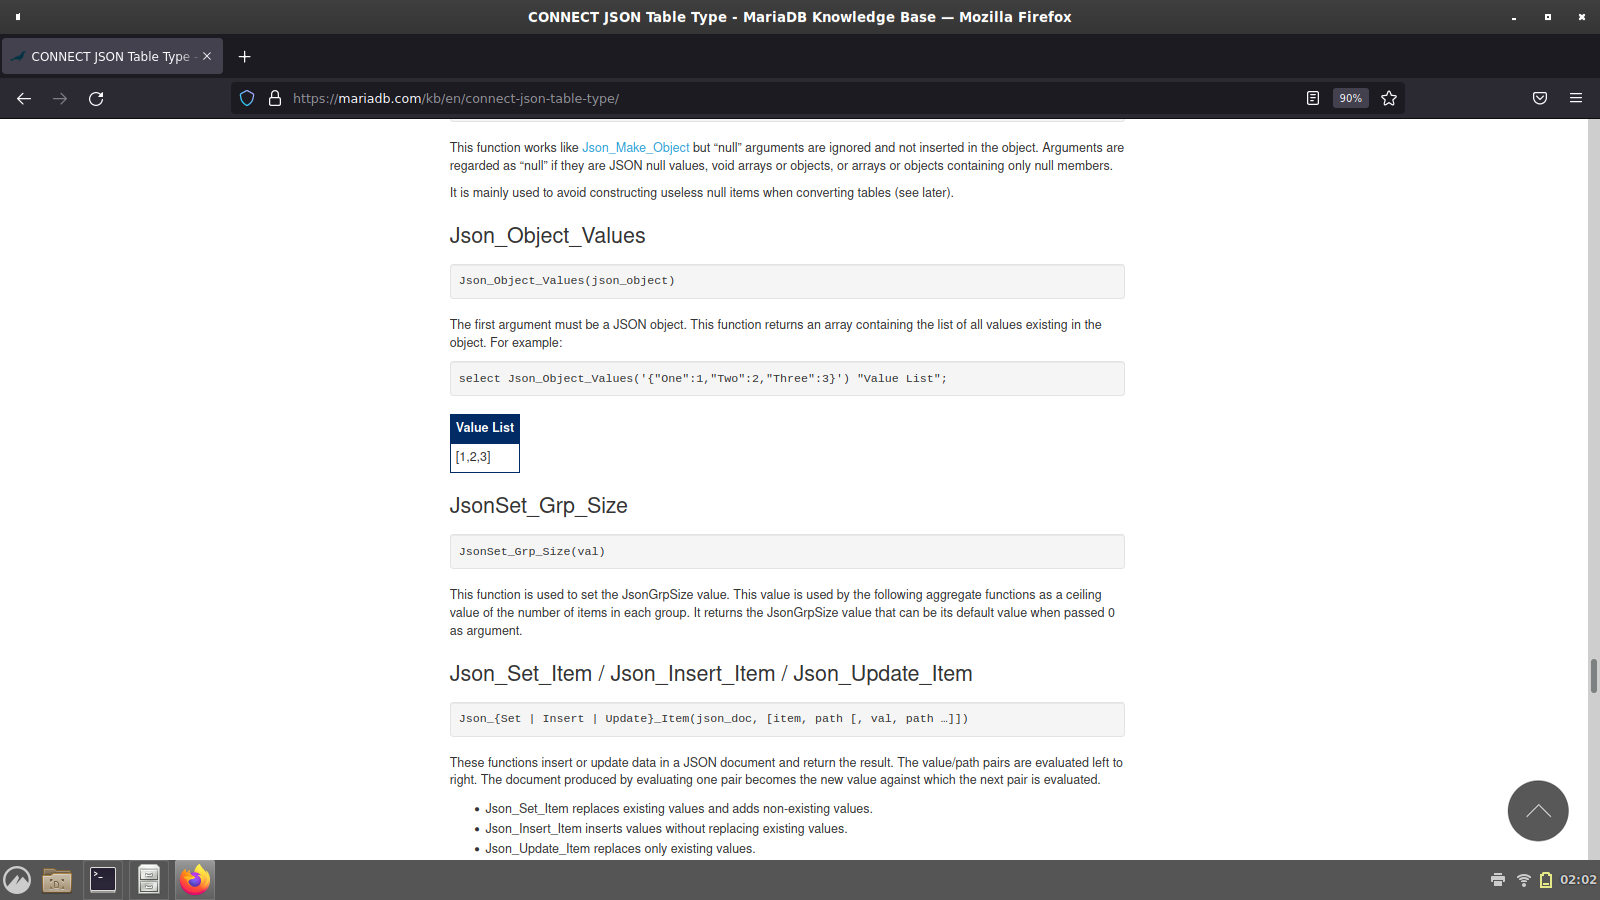 CONNECT JSON Table Type - MariaDB Knowledge Base — Mozilla Firefox
CONNECT JSON Table Type -
https://mariadb.com/kb/en/connect-json-table-type/
90%
This function works like Json_Make_Object but “null” arguments are ignored and not inserted in the object. Arguments are
regarded as “null” if they are JSON null values, void arrays or objects, or arrays or objects containing only null members.
It is mainly used to avoid constructing useless null items when converting tables (see later).
Json_Object_Values
Json_Object_Values(json_object)
The first argument must be a JSON object. This function returns an array containing the list of all values existing in the
object. For example:
select Json_Object_Values('{"One":1,"Two":2,"Three":3}') "Value List";
Value List
[1,2,3]
JsonSet_Grp_Size
JsonSet_Grp_Size(val)
This function is used to set the JsonGrpSize value. This value is used by the following aggregate functions as a ceiling
value of the number of items in each group. It returns the JsonGrpSize value that can be its default value when passed 0
as argument.
Json_Set_Item / Json_Insert_Item / Json_Update_Item
Json_{Set | Insert | Update}_Item(json_doc, [item, path [, val, path …]])
These functions insert or update data in a JSON document and return the result. The value/path pairs are evaluated left to
right. The document produced by evaluating one pair becomes the new value against which the next pair is evaluated.
• Json_Set_Item replaces existing values and adds non-existing values.
• Json_Insert_Item inserts values without replacing existing values.
• Json_Update_Item replaces only existing values.
02:02